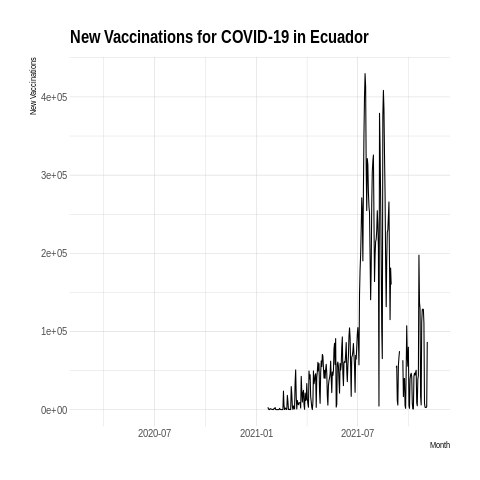 New Vaccinations for COVID-19 in Ecuador
New Vaccinations
4e+05
3e+05
2e+05
1e+05
0e+00
2020-07
2021-01
2021-07
Month